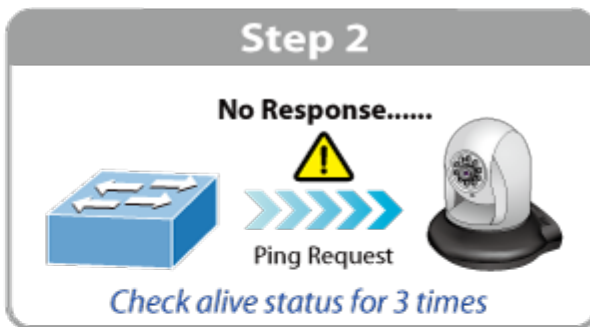 Step 2
No Response......
Ping Request
Check alive status for 3 times